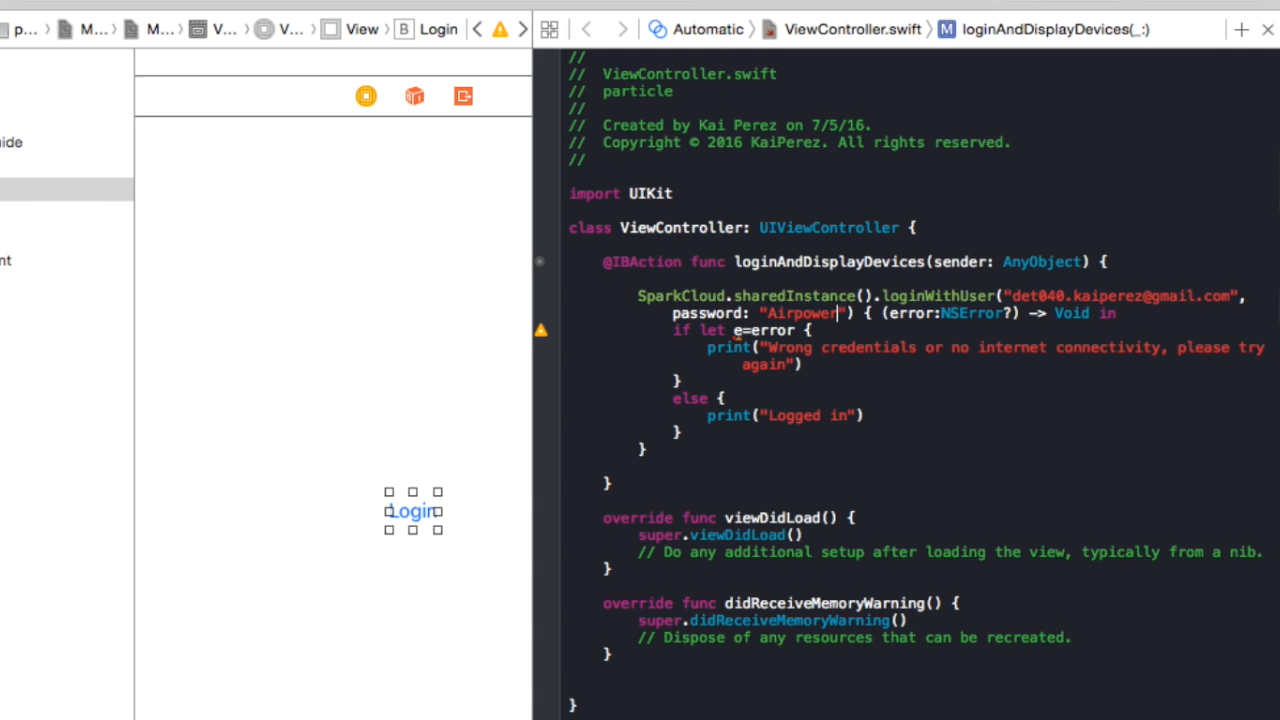 p... M... M... V... V... View B Login Automatic ViewController.swift M loginAndDisplayDevices(_:)
uide
nt
Login
//
// ViewController.swift
// particle
//
// Created by Kai Perez on 7/5/16.
// Copyright © 2016 KaiPerez. All rights reserved.
//
import UIKit
class ViewController: UIViewController {
@IBAction func loginAndDisplayDevices(sender: AnyObject) {
SparkCloud.sharedInstance().loginWithUser("det040.kaiperez@gmail.com",
password: "Airpower") { (error:NSError?) -> Void in
if let e=error {
print("Wrong credentials or no internet connectivity, please try
again")
}
else {
print("Logged in")
}
}
}
override func viewDidLoad() {
super.viewDidLoad()
// Do any additional setup after loading the view, typically from a nib.
}
override func didReceiveMemoryWarning() {
super.didReceiveMemoryWarning()
// Dispose of any resources that can be recreated.
}
}